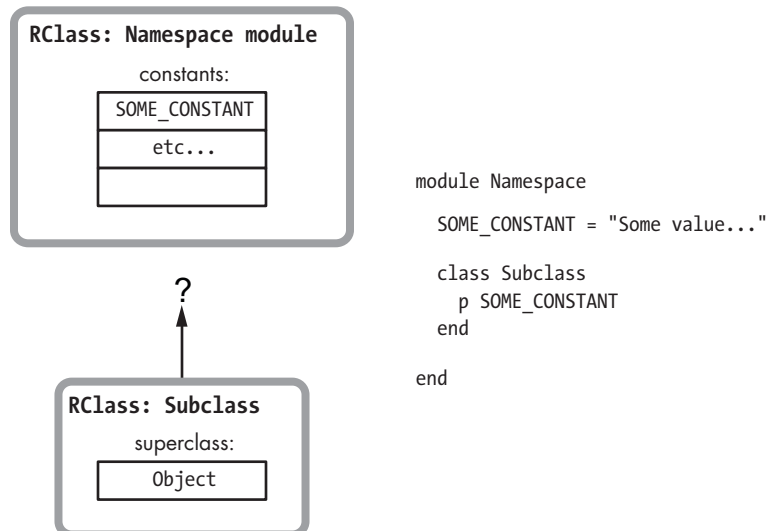 RClass: Namespace module
constants:
SOME_CONSTANT
etc...
?
RClass: Subclass
superclass:
Object
module Namespace
SOME_CONSTANT = "Some value..."
class Subclass
p SOME_CONSTANT
end
end